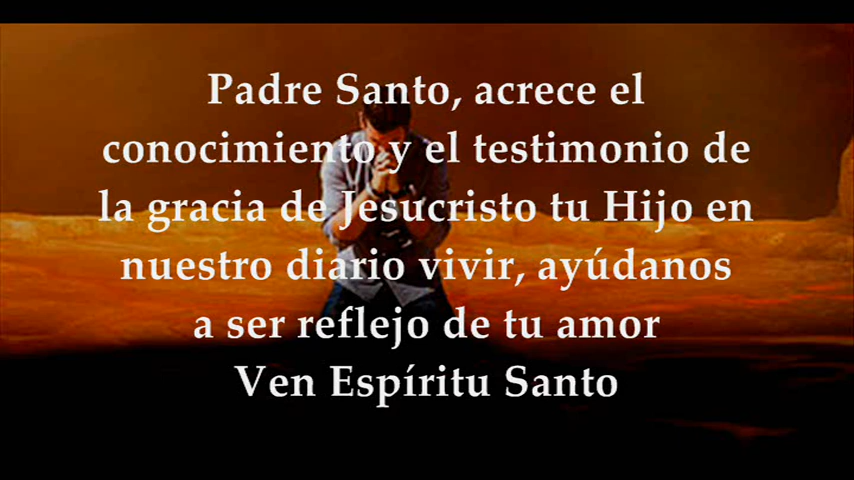 Padre Santo, acrece el
conocimiento y el testimonio de
la gracia de Jesucristo tu Hijo en
nuestro diario vivir, ayúdanos
a ser reflejo de tu amor
Ven Espíritu Santo